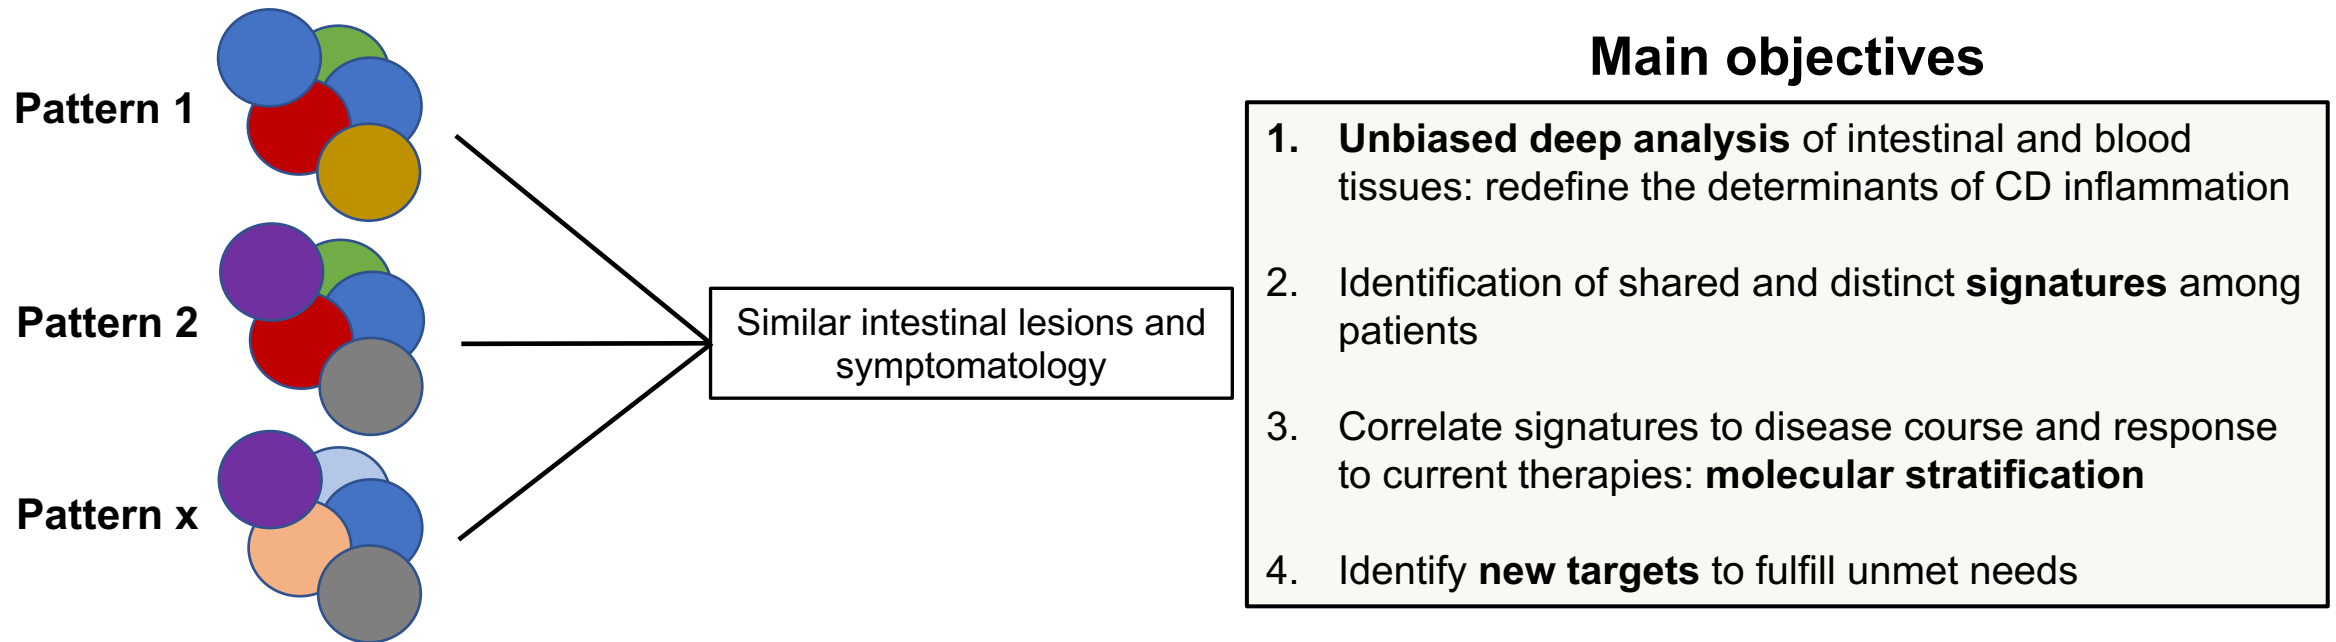 Main objectives
Pattern 1
Pattern 2
Pattern x
Similar intestinal lesions and
symptomatology
1. Unbiased deep analysis of intestinal and blood
tissues: redefine the determinants of CD inflammation
2. Identification of shared and distinct signatures among
patients
3. Correlate signatures to disease course and response
to current therapies: molecular stratification
4. Identify new targets to fulfill unmet needs